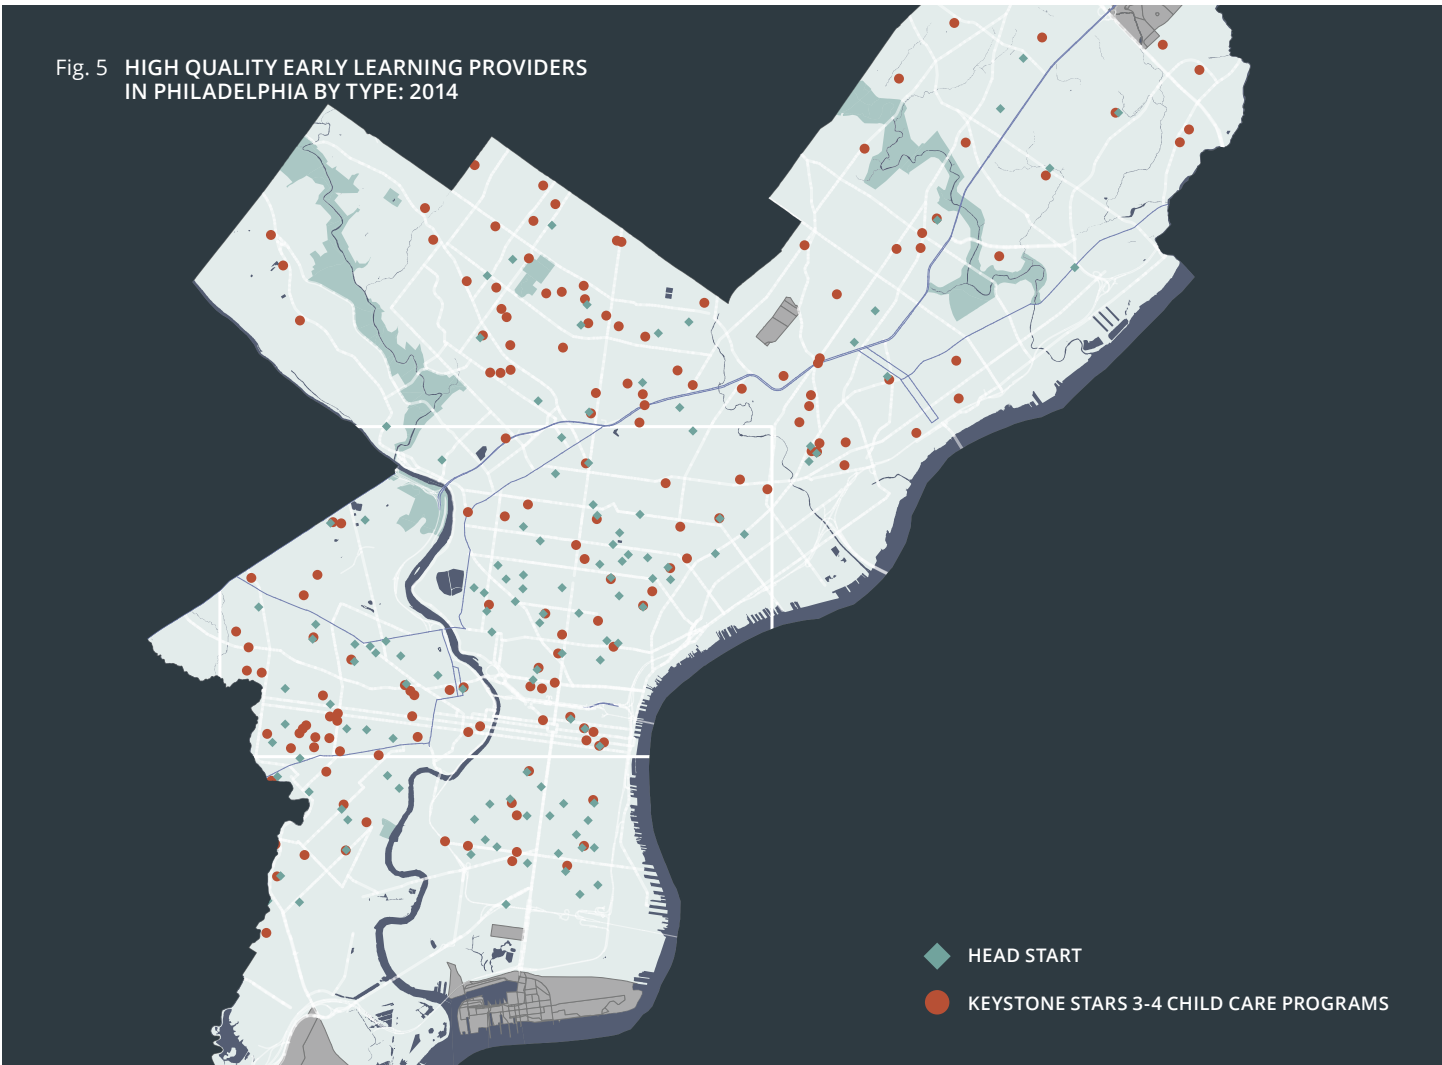 Fig. 5 HIGH QUALITY EARLY LEARNING PROVIDERS
IN PHILADELPHIA BY TYPE: 2014
HEAD START
KEYSTONE STARS 3-4 CHILD CARE PROGRAMS